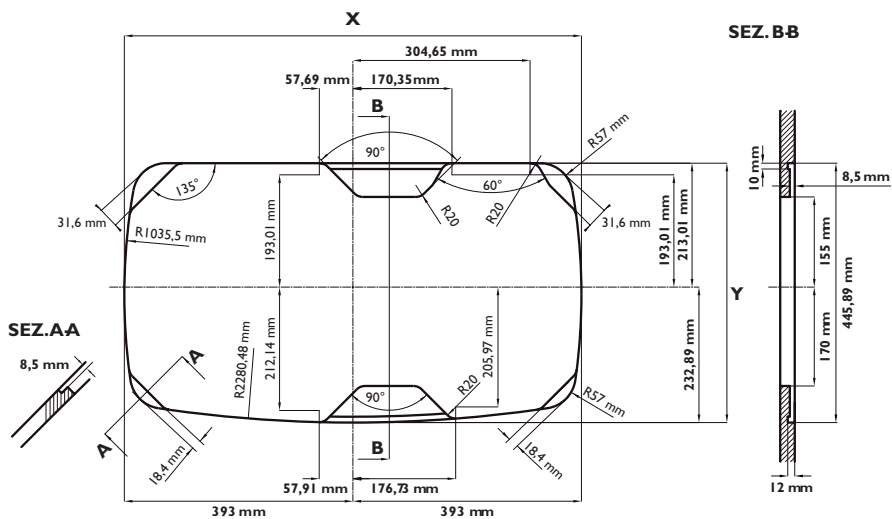 X
SEZ. B-B
304,65 mm
57,69 mm
170,35mm
B
R57 mm
90°
10 mm
8,5 mm
135°
60°
31,6 mm
R20
R20
31,6 mm
R1035,5 mm
193,01 mm
193,01 mm
213,01 mm
155 mm
Y
445,89 mm
SEZ.A-A
8,5 mm
A
R2280,48 mm
212,14 mm
205,97 mm
232,89 mm
170 mm
R20
90°
R57 mm
A
18.4 mm
B
18.4 mm
57,91 mm
176,73 mm
12 mm
393 mm
393 mm